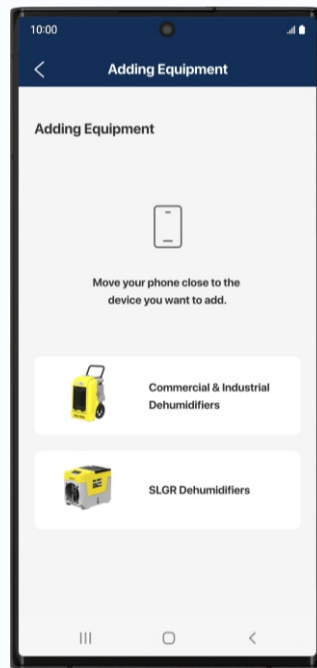 10:00
Adding Equipment
Adding Equipment
Move your phone close to the
device you want to add.
Commercial & Industrial
Dehumidifiers
SLGR Dehumidifiers